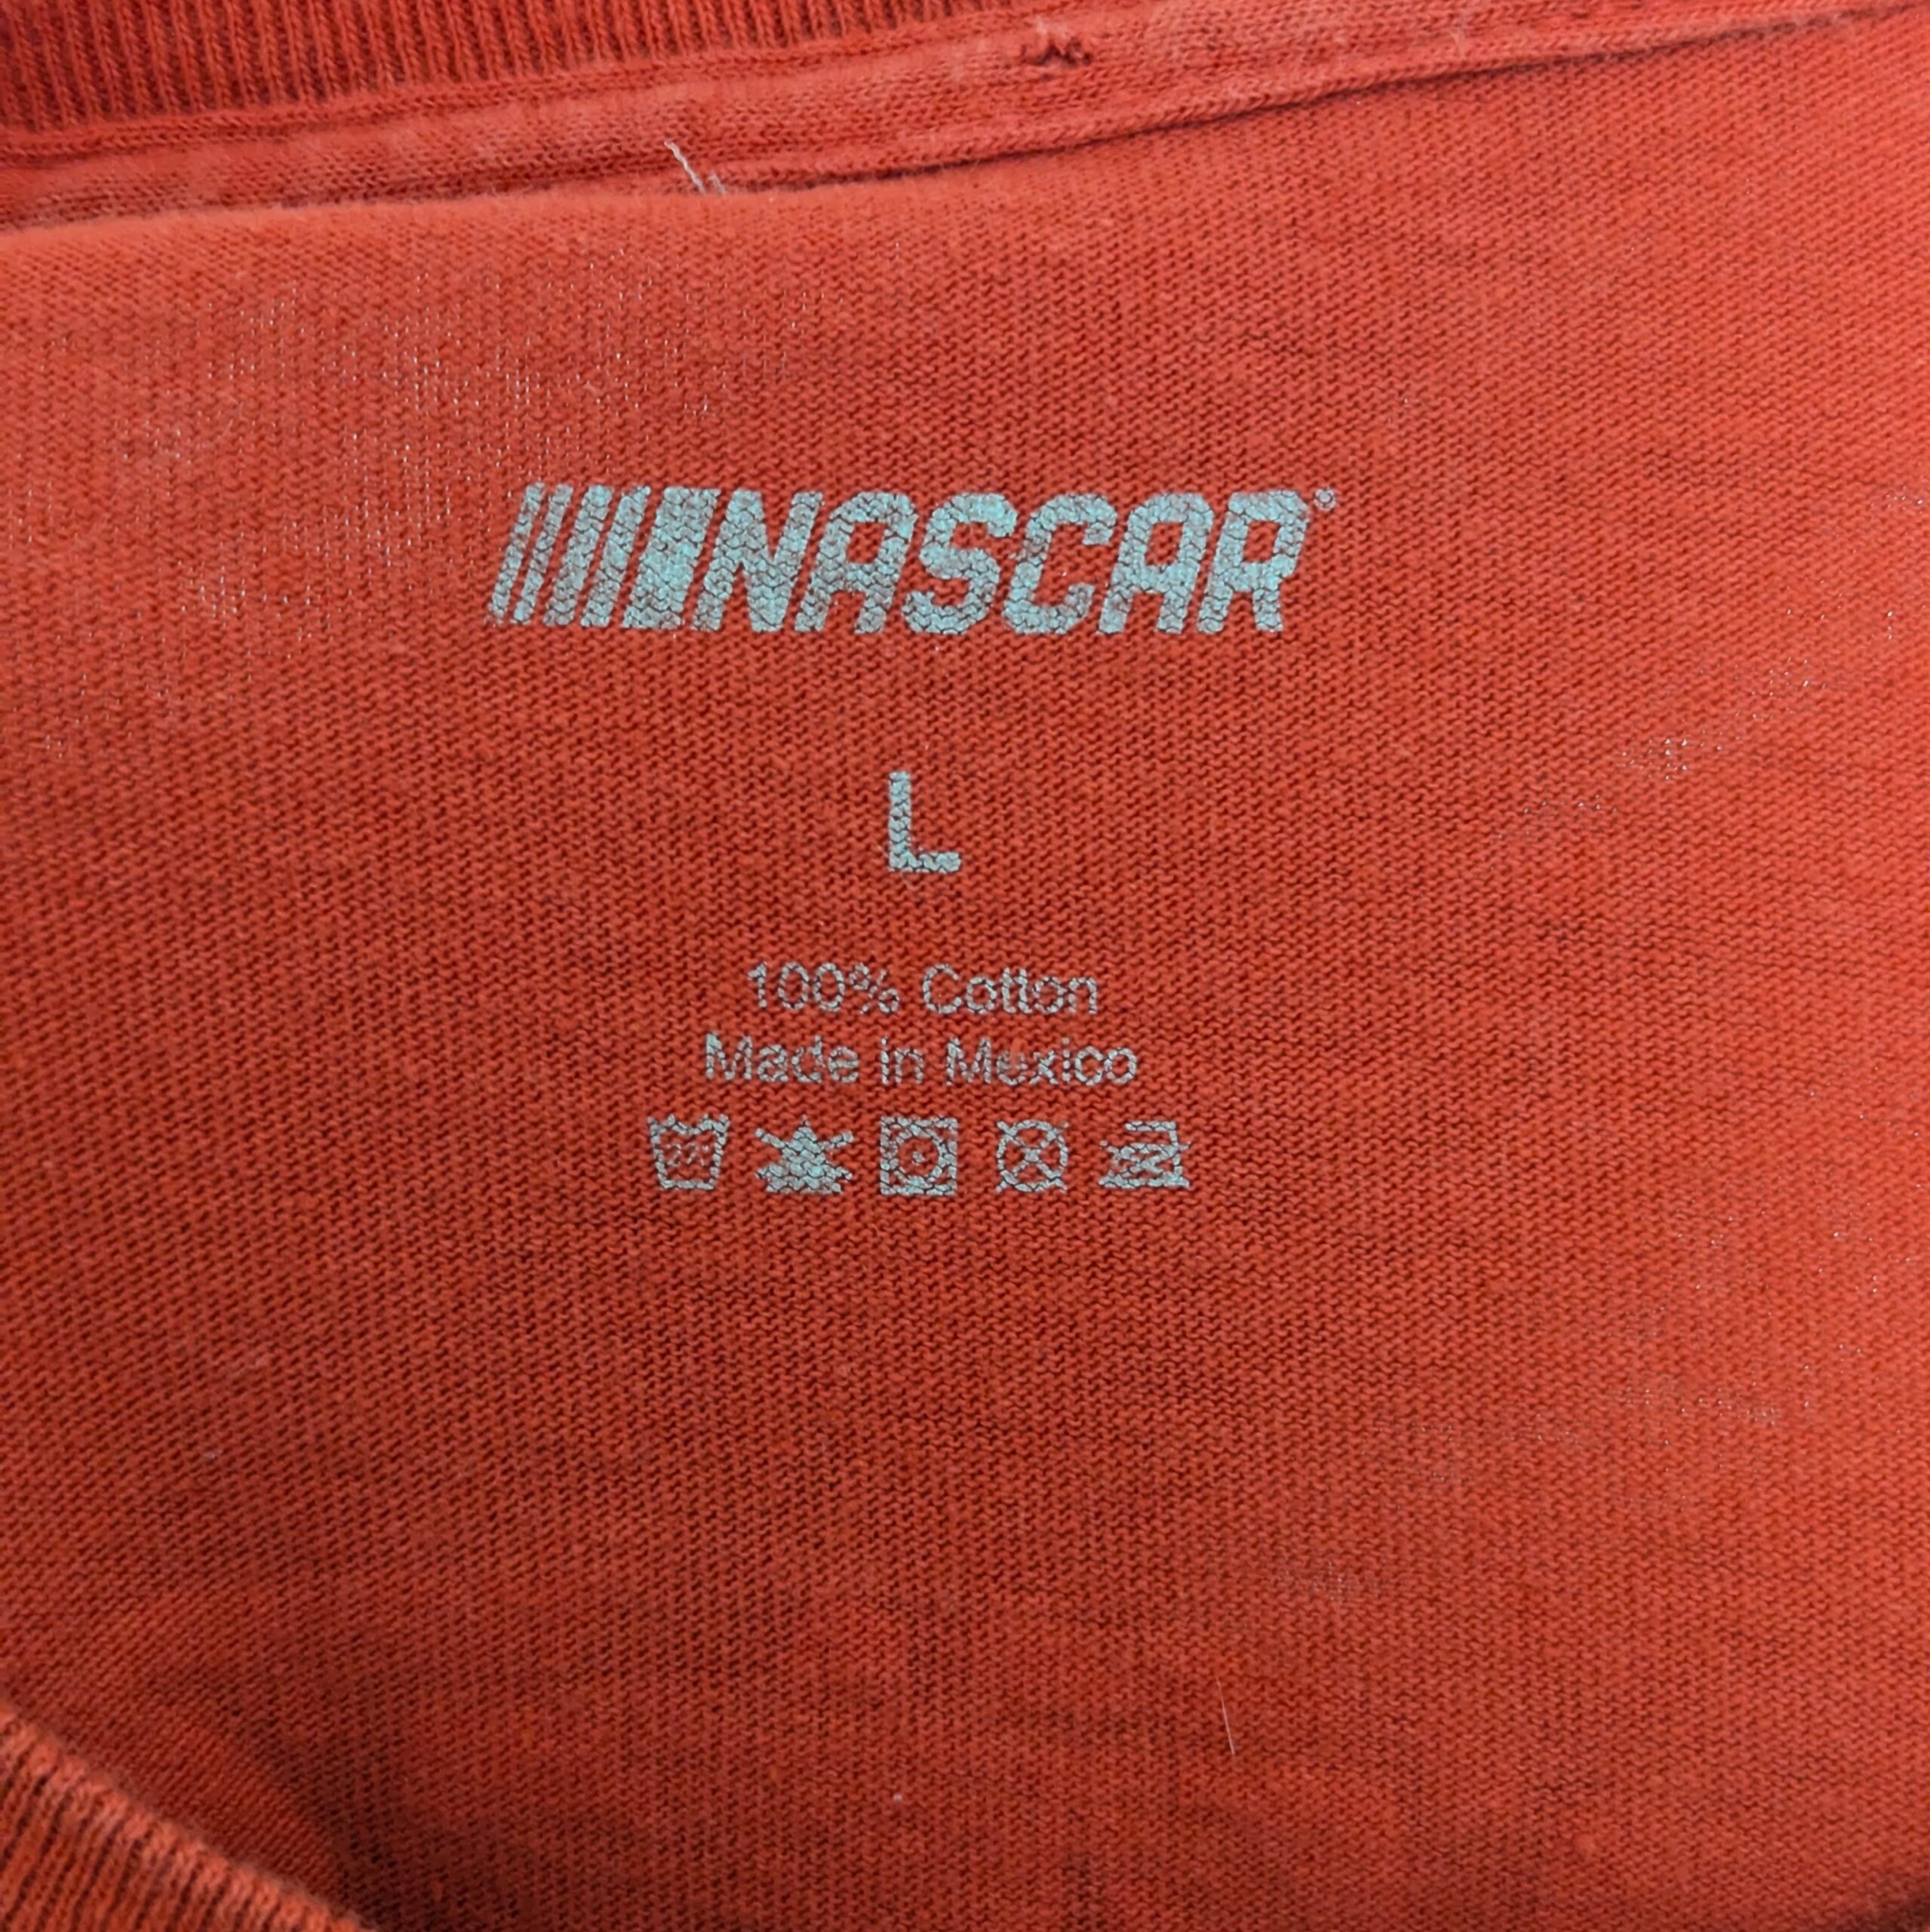 NASCAR®
L
100% Cotton
Made in Mexico